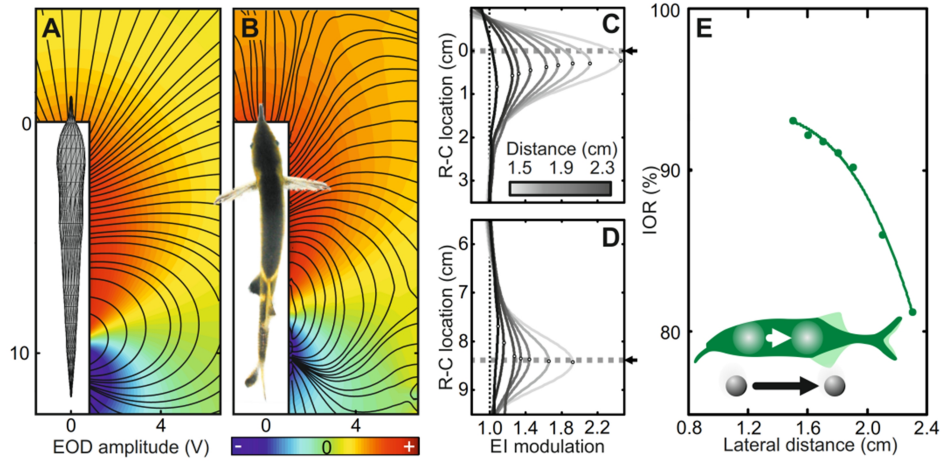 A
B
0
10
0
4
0
4
EOD amplitude (V)
-
0
+
C
R-C location (cm)
0
1
2
3
Distance (cm)
1.5 1.9 2.3
D
R-C location (cm)
6
7
8
9
1.0 1.4 1.8 2.2
EI modulation
E
IOR (%)
100
90
80
0.8 1.2 1.6 2.0 2.4
Lateral distance (cm)